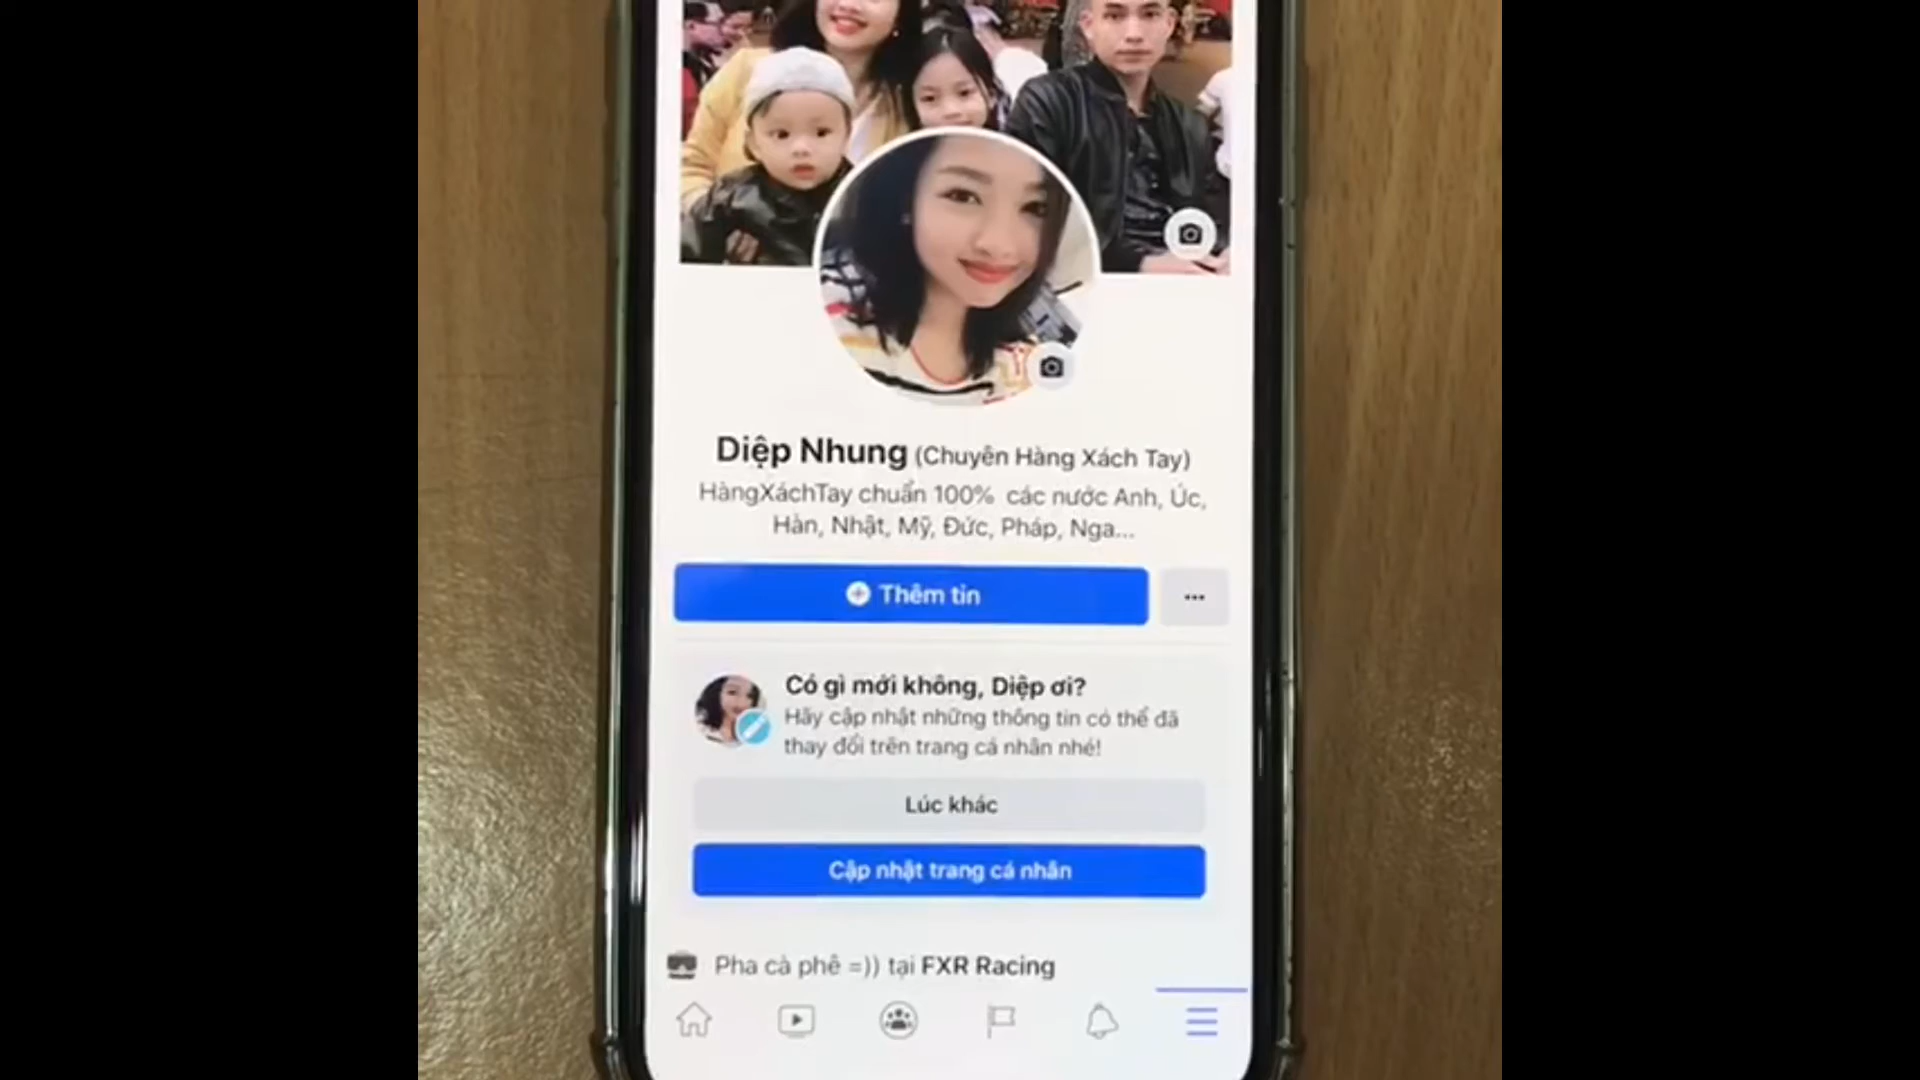 Diệp Nhung (Chuyên Hàng Xách Tay)
HàngXáchTay chuẩn 100% các nước Anh, Úc,
Hàn, Nhật, Mỹ, Đức, Pháp, Nga...
Thêm tin
Có gì mới không, Diệp ơi?
Hãy cập nhật những thông tin có thể đã
thay đổi trên trang cá nhân nhé!
Lúc khác
Cập nhật trang cá nhân
Pha cà phê =)) tại FXR Racing